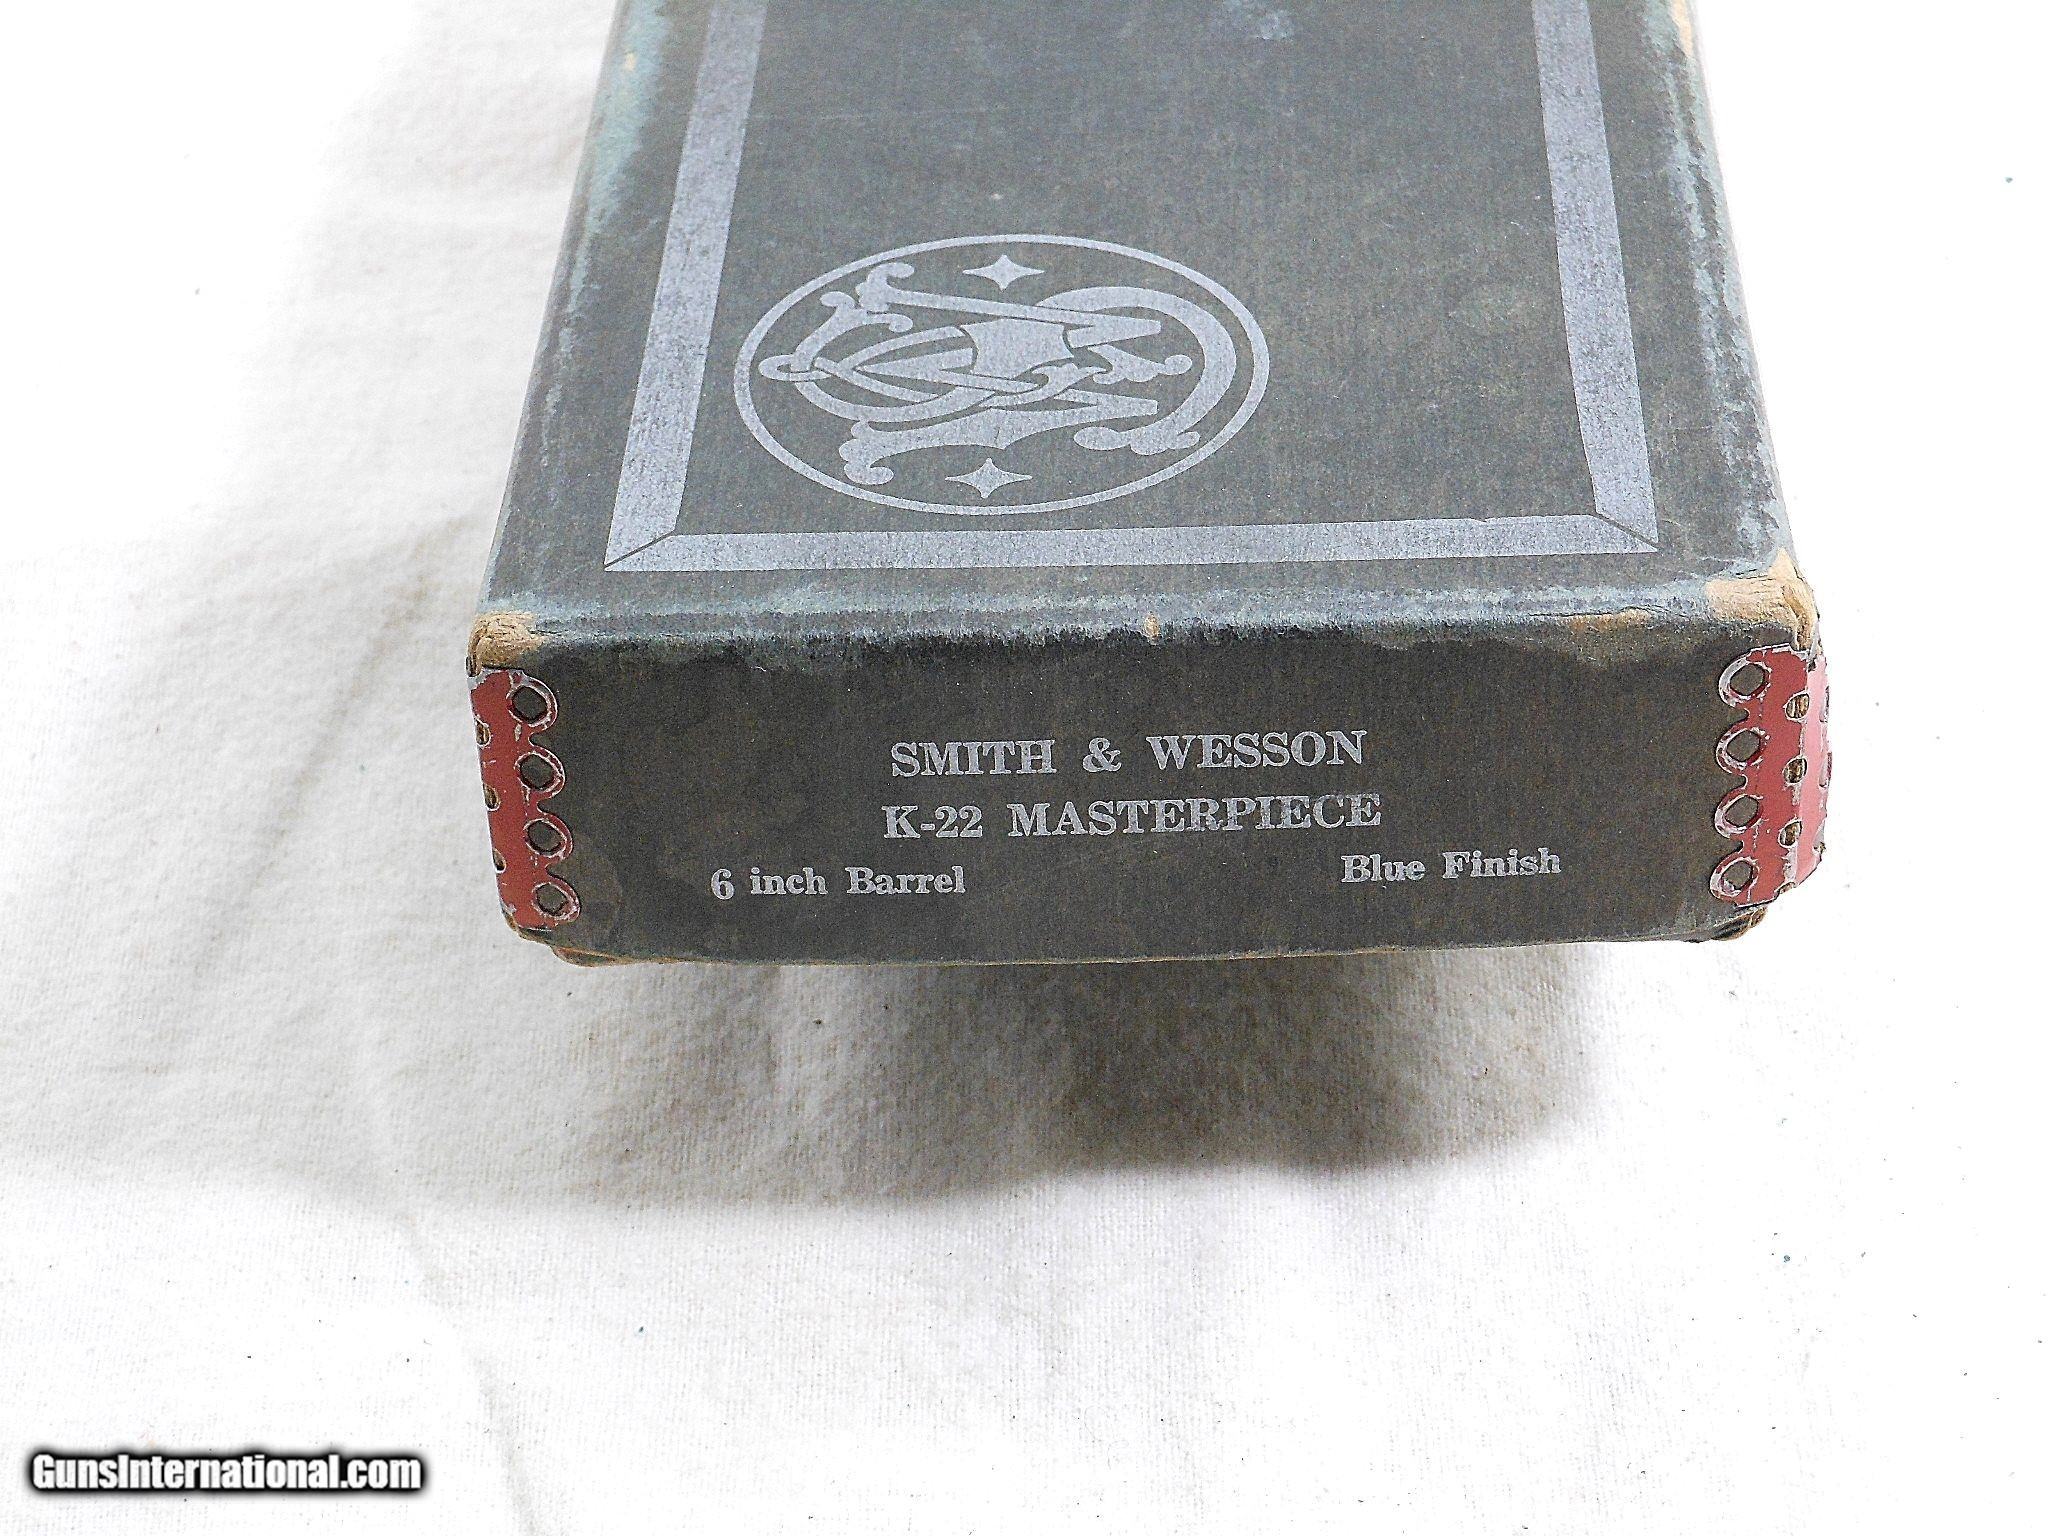 SMITH & WESSON
K-22 MASTERPIECE
6 inch Barrel Blue Finish
GunsInternational.com